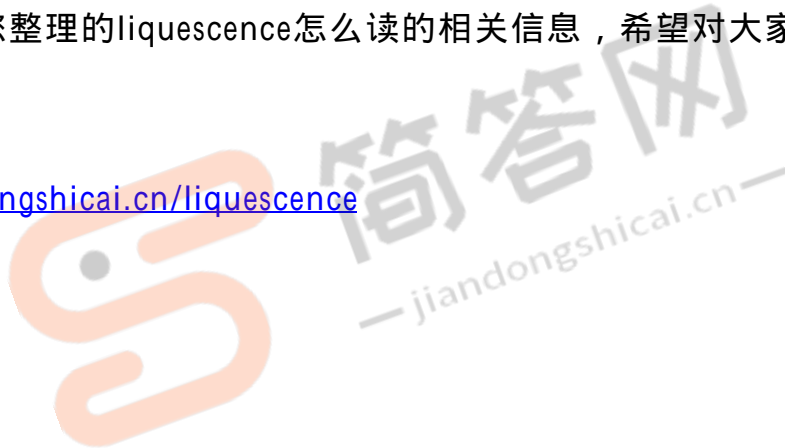 您整理的liquescence怎么读的相关信息，希望对大家
ngshicai.cn/liquescence
简答网
jiandongshicai.cn